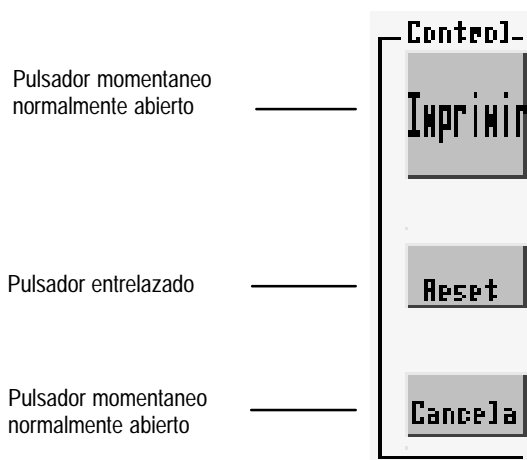 Control
Pulsador momentaneo
normalmente abierto
Imprimir
Pulsador entrelazado
Reset
Pulsador momentaneo
normalmente abierto
Cancela